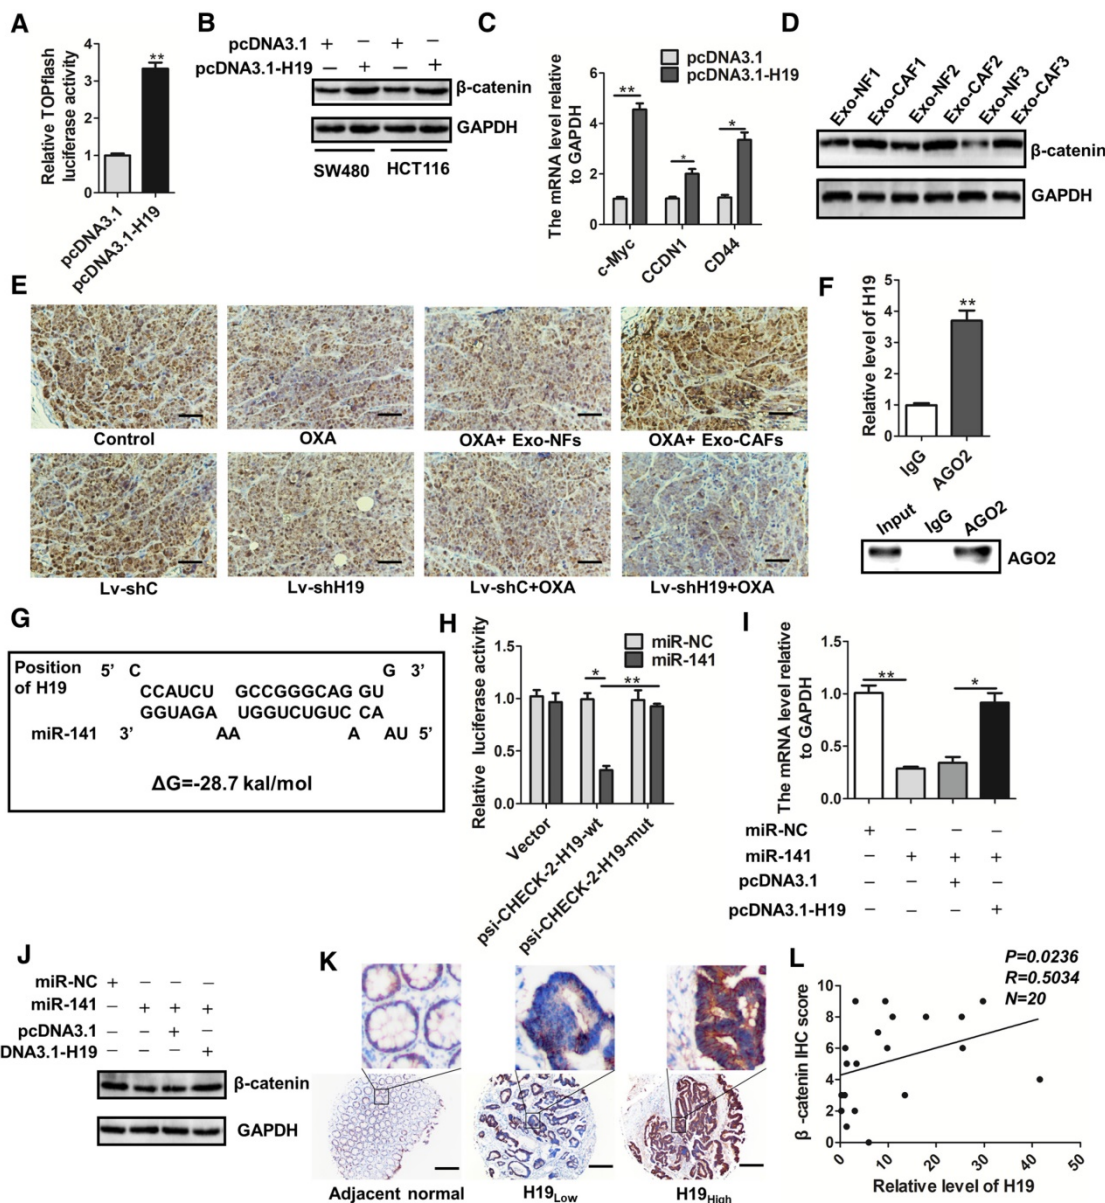 A
Relative TOPflash
luciferase activity
4
3
2
1
0
**
pcDNA3.1
pcDNA3.1-H19
B
pcDNA3.1 + − + −
pcDNA3.1-H19 − + − +
β-catenin
GAPDH
SW480 HCT116
C
pcDNA3.1
pcDNA3.1-H19
The mRNA level relative
to GAPDH
6
4
2
0
**
*
*
c-Myc
CCDN1
CD44
D
Exo-NF1
Exo-CAF1
Exo-NF2
Exo-CAF2
Exo-NF3
Exo-CAF3
β-catenin
GAPDH
E
Control
OXA
OXA+ Exo-NFs
OXA+ Exo-CAFs
Lv-shC
Lv-shH19
Lv-shC+OXA
Lv-shH19+OXA
F
Relative level of H19
5
4
3
2
1
0
**
IgG
AGO2
Input
IgG
AGO2
AGO2
G
Position 5’ C G 3’
of H19
CCAUCU GCCGGGCAG GU
GGUAGA UGGUCUGUC CA
miR-141 3’ AA A AU 5’
ΔG=-28.7 kal/mol
H
miR-NC
miR-141
Relative luciferase activity
1.5
1.0
0.5
0.0
*
**
Vector
psi-CHECK-2-H19-wt
psi-CHECK-2-H19-mut
I
The mRNA level relative
to GAPDH
1.5
1.0
0.5
0.0
**
*
miR-NC + − − −
miR-141 − + + +
pcDNA3.1 − − + −
pcDNA3.1-H19 − − − +
J
miR-NC + − − −
miR-141 − + + +
pcDNA3.1 − − + −
DNA3.1-H19 − − − +
β-catenin
GAPDH
K
Adjacent normal
H19Low
H19High
L
P=0.0236
R=0.5034
N=20
β -catenin IHC score
10
8
6
4
2
0
0 10 20 30 40 50
Relative level of H19